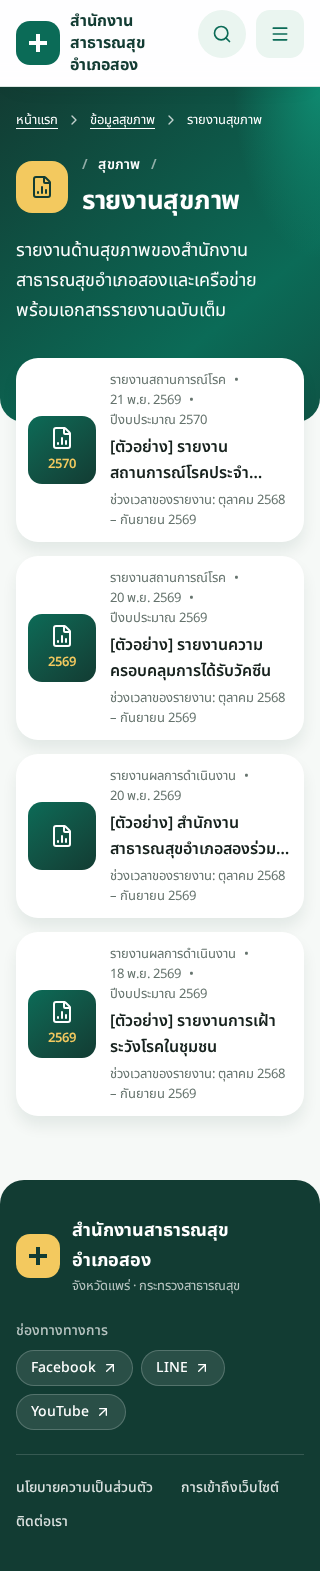 สำนักงาน
สาธารณสุข
อำเภอสอง
หน้าแรก > ข้อมูลสุขภาพ > รายงานสุขภาพ
/ สุขภาพ /
รายงานสุขภาพ
รายงานด้านสุขภาพของสำนักงาน
สาธารณสุขอำเภอสองและเครือข่าย
พร้อมเอกสารรายงานฉบับเต็ม
รายงานสถานการณ์โรค •
21 พ.ย. 2569 •
ปีงบประมาณ 2570
2570
[ตัวอย่าง] รายงาน
สถานการณ์โรคประจำ...
ช่วงเวลาของรายงาน: ตุลาคม 2568
– กันยายน 2569
รายงานสถานการณ์โรค •
20 พ.ย. 2569 •
ปีงบประมาณ 2569
2569
[ตัวอย่าง] รายงานความ
ครอบคลุมการได้รับวัคซีน
ช่วงเวลาของรายงาน: ตุลาคม 2568
– กันยายน 2569
รายงานผลการดำเนินงาน •
20 พ.ย. 2569
[ตัวอย่าง] สำนักงาน
สาธารณสุขอำเภอสองร่วม...
ช่วงเวลาของรายงาน: ตุลาคม 2568
– กันยายน 2569
รายงานผลการดำเนินงาน •
18 พ.ย. 2569 •
ปีงบประมาณ 2569
2569
[ตัวอย่าง] รายงานการเฝ้า
ระวังโรคในชุมชน
ช่วงเวลาของรายงาน: ตุลาคม 2568
– กันยายน 2569
สำนักงานสาธารณสุข
อำเภอสอง
จังหวัดแพร่ · กระทรวงสาธารณสุข
ช่องทางทางการ
Facebook
LINE
YouTube
นโยบายความเป็นส่วนตัว การเข้าถึงเว็บไซต์
ติดต่อเรา